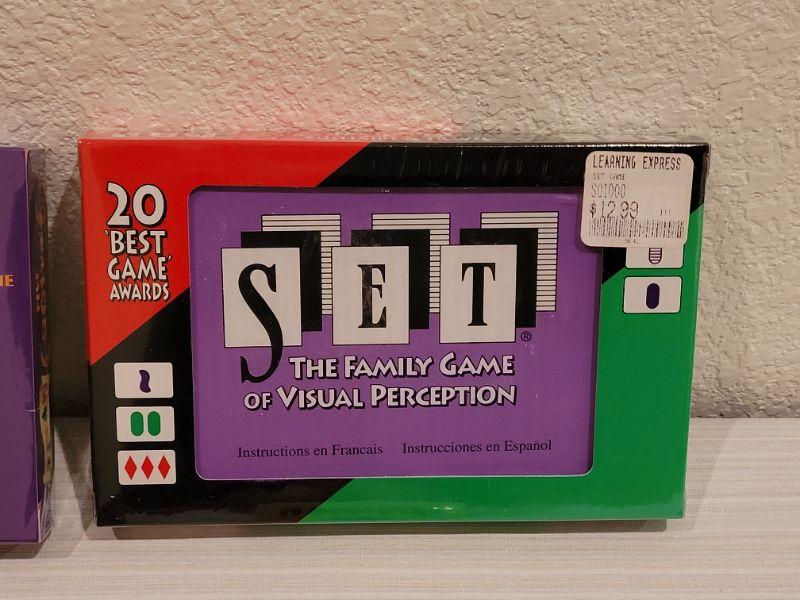 20
'BEST
GAME'
AWARDS
LEARNING EXPRESS
SET GAME
SG1000
$12.99
SET®
THE FAMILY GAME
OF VISUAL PERCEPTION
Instructions en Francais Instrucciones en Español